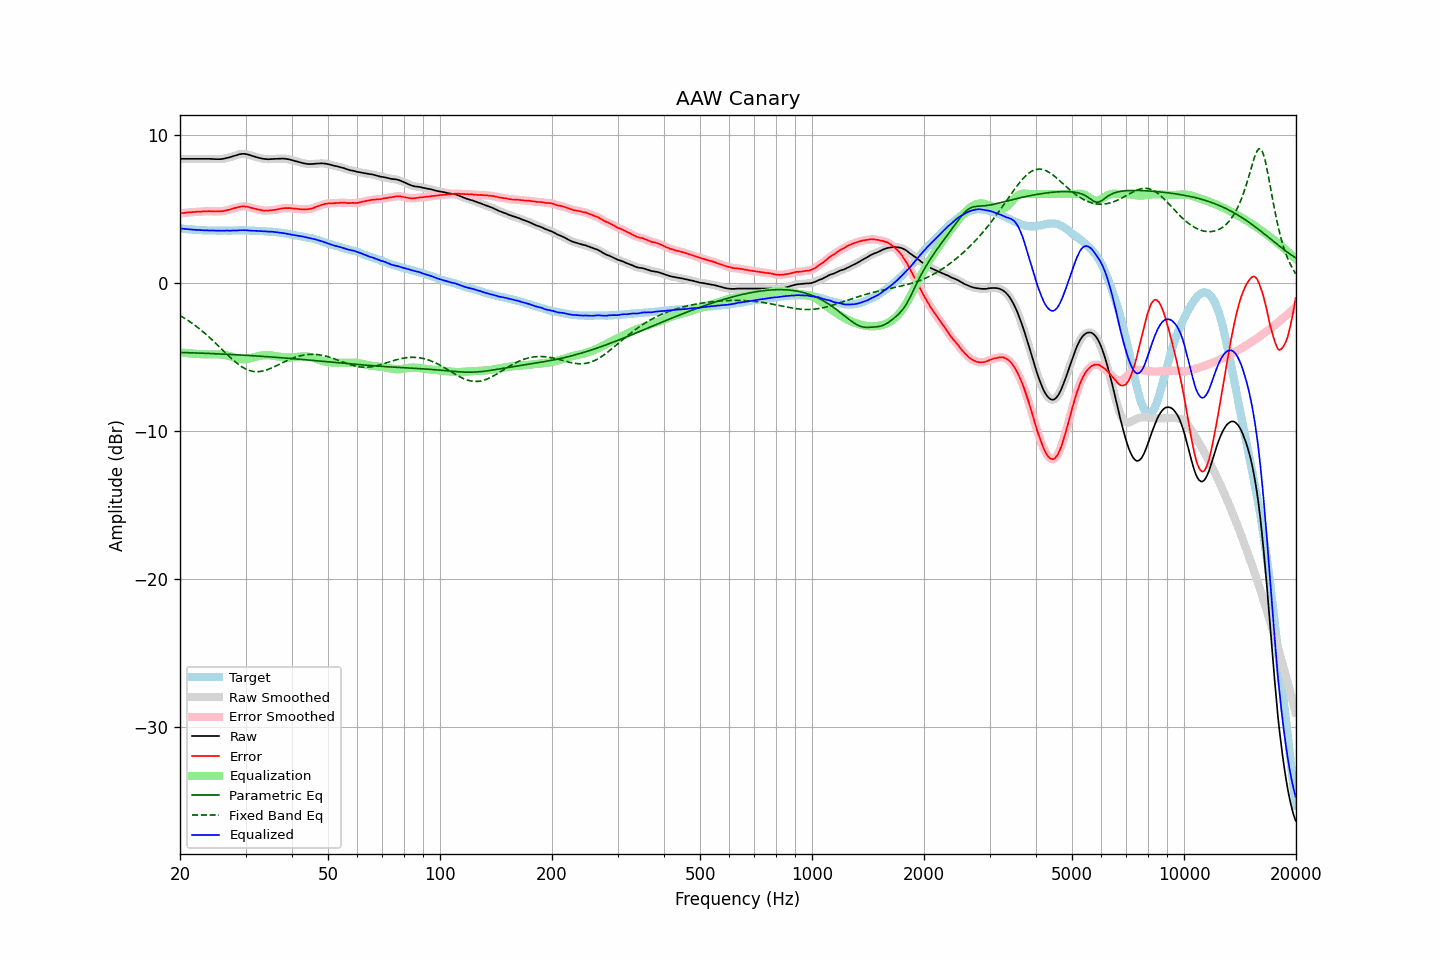 AAW Canary
10
0
−10
−20
−30
Amplitude (dBr)
Target
Raw Smoothed
Error Smoothed
Raw
Error
Equalization
Parametric Eq
Fixed Band Eq
Equalized
20 50 100 200 500 1000 2000 5000 10000 20000
Frequency (Hz)